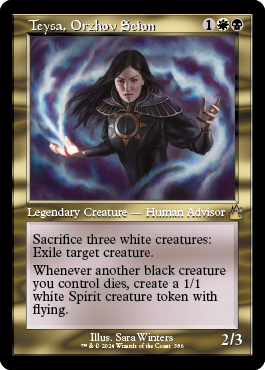 Teysa, Orzhov Scion 1
Legendary Creature — Human Advisor
Sacrifice three white creatures:
Exile target creature.
Whenever another black creature
you control dies, create a 1/1
white Spirit creature token with
flying.
Illus. Sara Winters
2/3
™ & © 2024 Wizards of the Coast 386